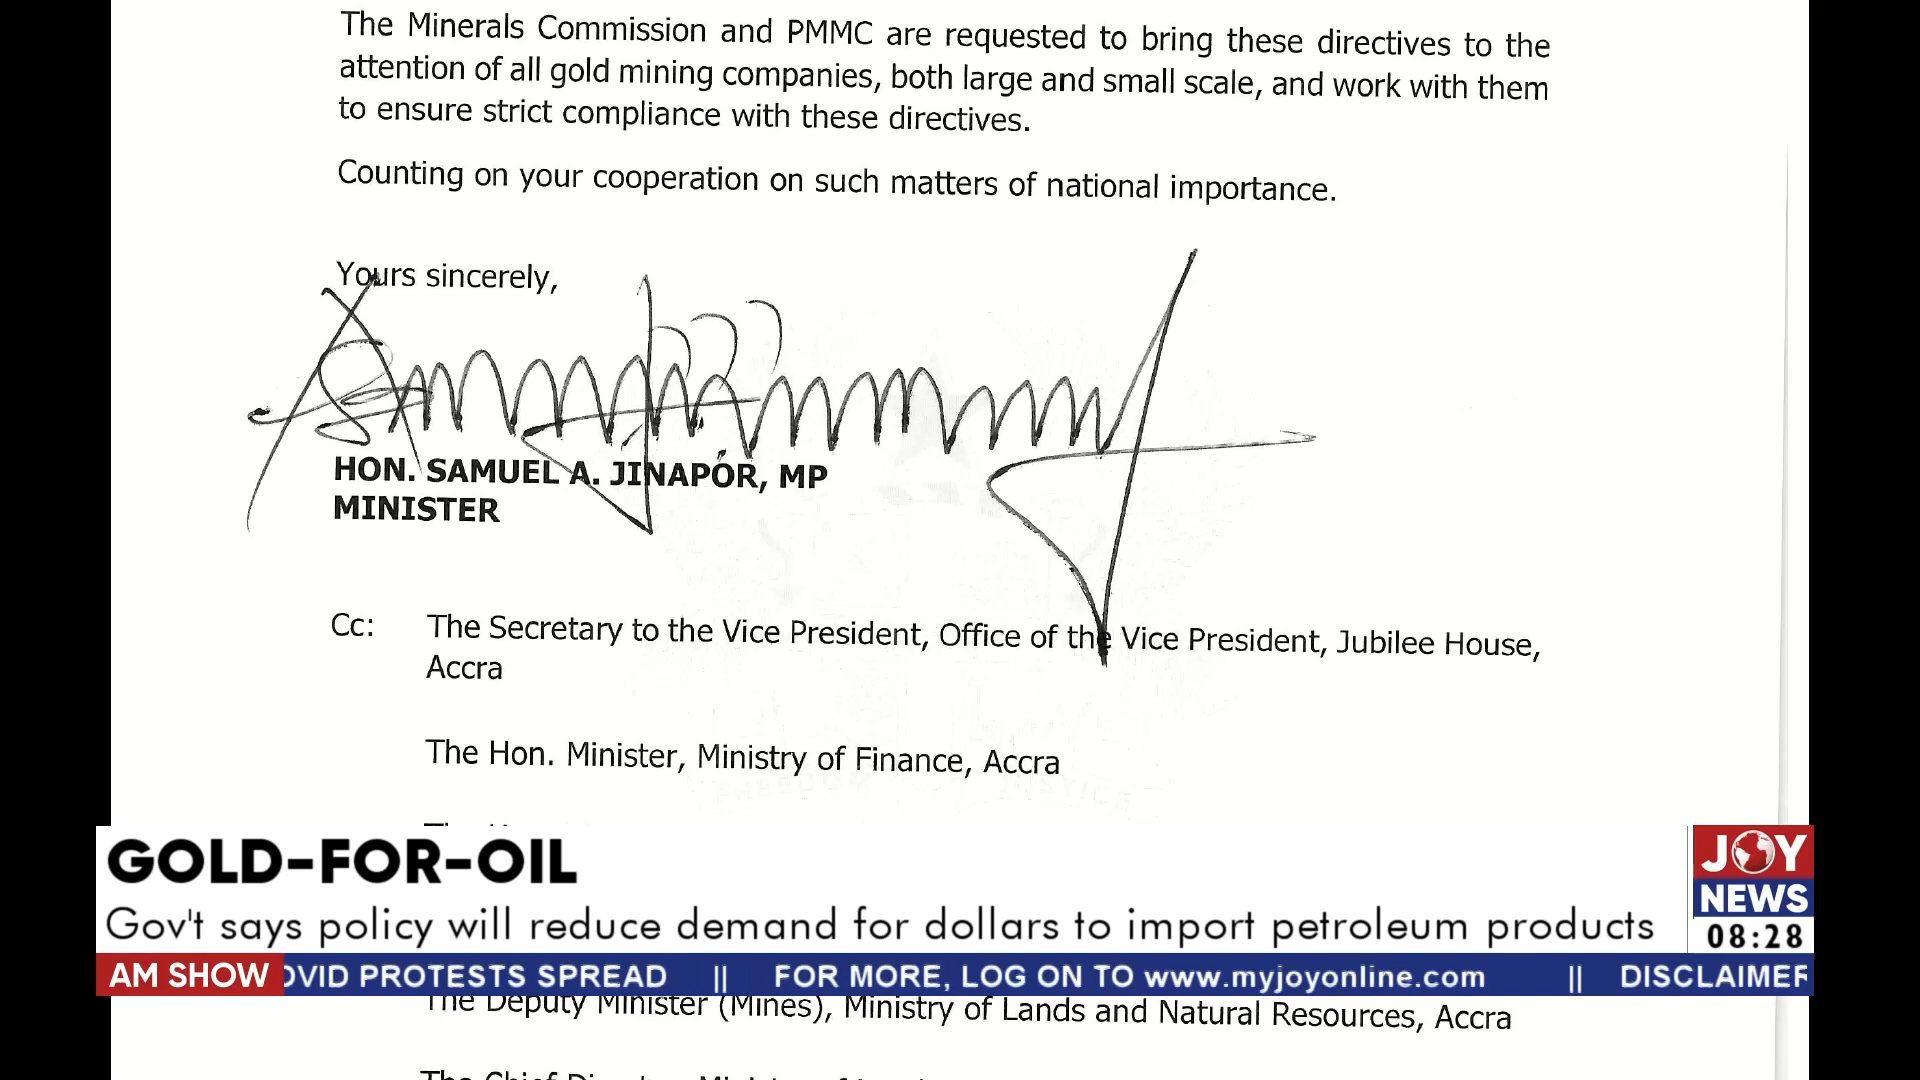 The Minerals Commission and PMMC are requested to bring these directives to the
attention of all gold mining companies, both large and small scale, and work with them
to ensure strict compliance with these directives.
Counting on your cooperation on such matters of national importance.
Yours sincerely,
HON. SAMUEL A. JINAPOR, MP
MINISTER
Cc: The Secretary to the Vice President, Office of the Vice President, Jubilee House,
Accra
The Hon. Minister, Ministry of Finance, Accra
FREEDOM JUSTICE
GOLD-FOR-OIL
Gov't says policy will reduce demand for dollars to import petroleum products
JOY
NEWS
08:28
AM SHOW OVID PROTESTS SPREAD || FOR MORE, LOG ON TO www.myjoyonline.com || DISCLAIMER
The Deputy Minister (Mines), Ministry of Lands and Natural Resources, Accra